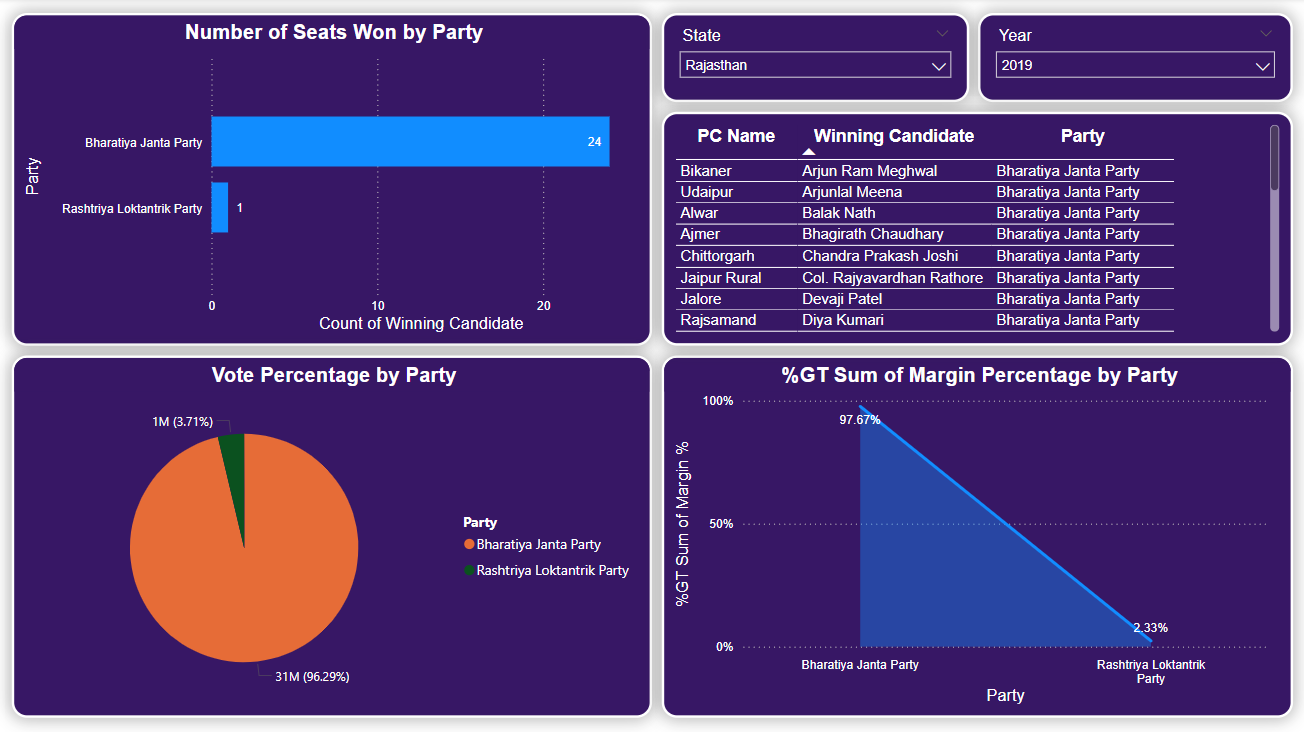 Number of Seats Won by Party
Party
Bharatiya Janta Party
24
Rashtriya Loktantrik Party
1
0
10
20
Count of Winning Candidate
State
Rajasthan
Year
2019
PC Name Winning Candidate Party
Bikaner Arjun Ram Meghwal Bharatiya Janta Party
Udaipur Arjunlal Meena Bharatiya Janta Party
Alwar Balak Nath Bharatiya Janta Party
Ajmer Bhagirath Chaudhary Bharatiya Janta Party
Chittorgarh Chandra Prakash Joshi Bharatiya Janta Party
Jaipur Rural Col. Rajyavardhan Rathore Bharatiya Janta Party
Jalore Devaji Patel Bharatiya Janta Party
Rajsamand Diya Kumari Bharatiya Janta Party
Vote Percentage by Party
1M (3.71%)
31M (96.29%)
Party
Bharatiya Janta Party
Rashtriya Loktantrik Party
%GT Sum of Margin Percentage by Party
%GT Sum of Margin %
100%
50%
0%
97.67%
2.33%
Bharatiya Janta Party
Rashtriya Loktantrik
Party
Party